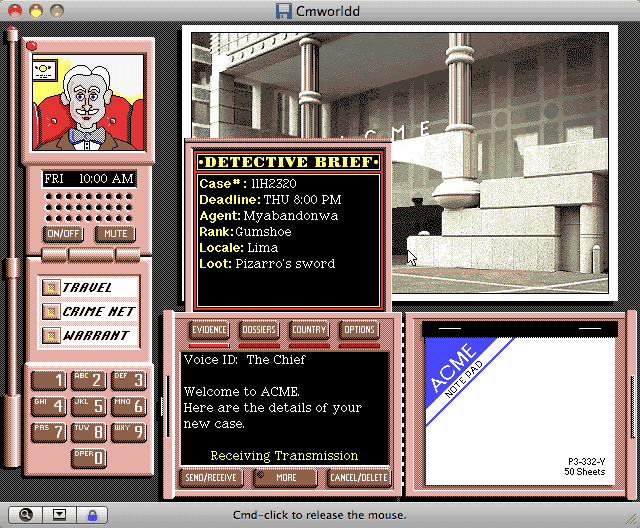 Cmworldd
ACME
•DETECTIVE BRIEF•
Case#: 11H2320
Deadline: THU 8:00 PM
Agent: Myabandonwa
Rank:Gumshoe
Locale: Lima
Loot: Pizarro's sword
FRI 10:00 AM
ON/OFF MUTE
TRAVEL
CRIME NET
WARRANT
1 ABC 2 DEF 3
GHI 4 JKL 5 MNO 6
PRS 7 TUV 8 WXY 9
OPER 0
EVIDENCE DOSSIERS COUNTRY OPTIONS
Voice ID: The Chief
Welcome to ACME.
Here are the details of your
new case.
Receiving Transmission
SEND/RECEIVE MORE CANCEL/DELETE
ACME
NOTE PAD
P3-332-Y
50 Sheets
Cmd-click to release the mouse.